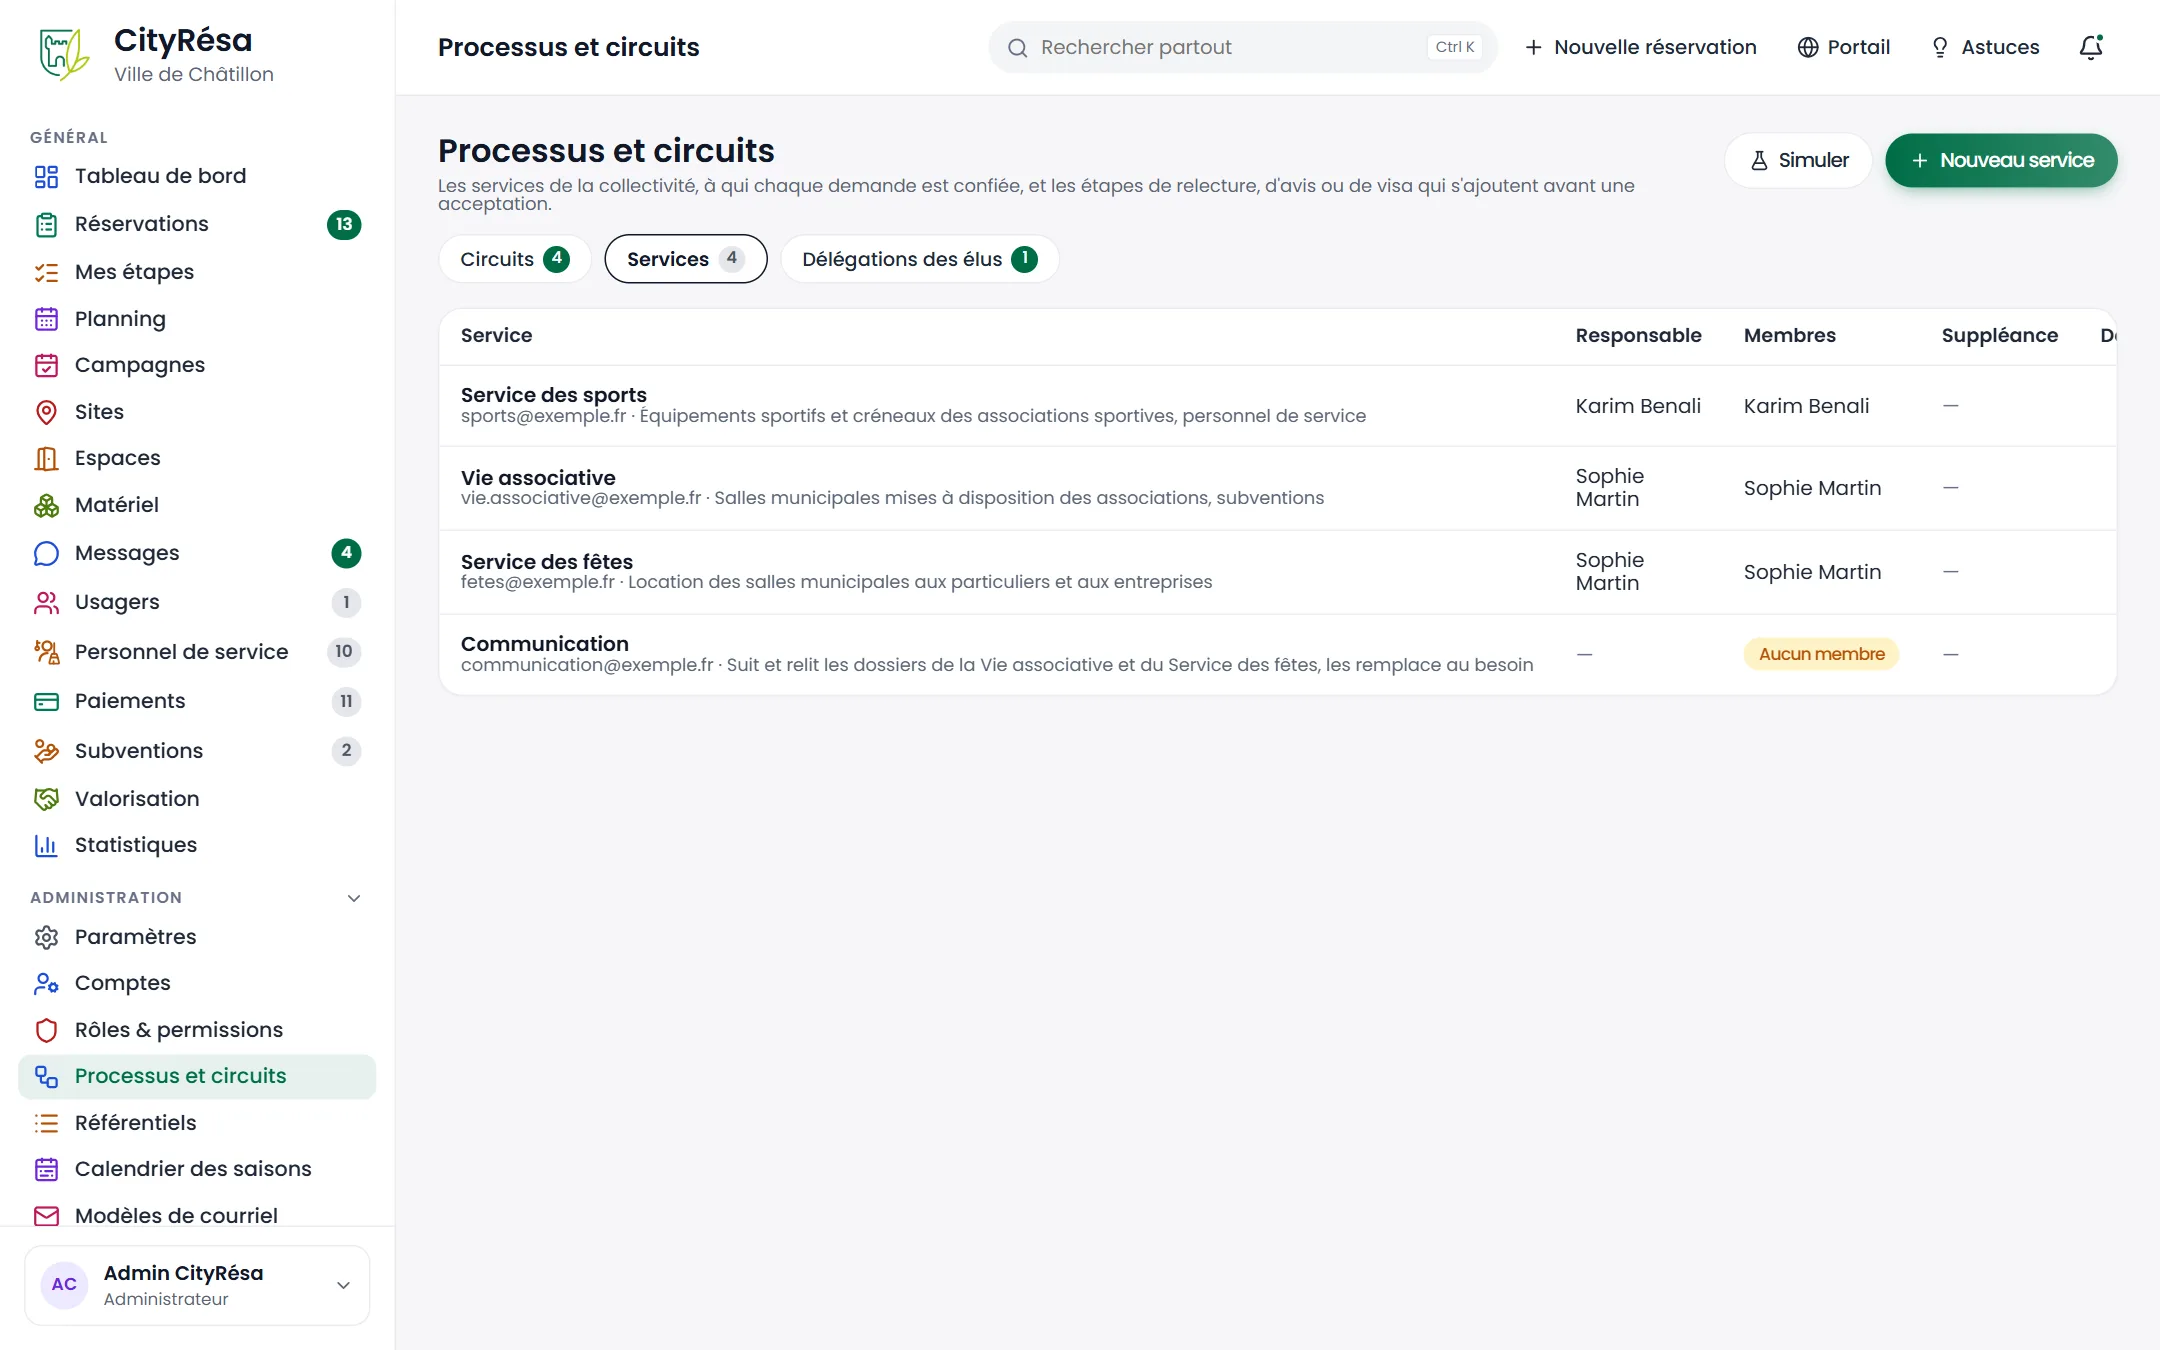 CityRésa
Ville de Châtillon
GÉNÉRAL
Tableau de bord
Réservations 13
Mes étapes
Planning
Campagnes
Sites
Espaces
Matériel
Messages 4
Usagers 1
Personnel de service 10
Paiements 11
Subventions 2
Valorisation
Statistiques
ADMINISTRATION
Paramètres
Comptes
Rôles & permissions
Processus et circuits
Référentiels
Calendrier des saisons
Modèles de courriel
AC Admin CityRésa
Administrateur
Processus et circuits
Rechercher partout Ctrl K
Nouvelle réservation
Portail
Astuces
Processus et circuits
Les services de la collectivité, à qui chaque demande est confiée, et les étapes de relecture, d'avis ou de visa qui s'ajoutent avant une
acceptation.
Simuler
Nouveau service
Circuits 4
Services 4
Délégations des élus 1
Service Responsable Membres Suppléance
Service des sports
sports@exemple.fr · Équipements sportifs et créneaux des associations sportives, personnel de service
Karim Benali Karim Benali —
Vie associative
vie.associative@exemple.fr · Salles municipales mises à disposition des associations, subventions
Sophie
Martin
Sophie Martin —
Service des fêtes
fetes@exemple.fr · Location des salles municipales aux particuliers et aux entreprises
Sophie
Martin
Sophie Martin —
Communication
communication@exemple.fr · Suit et relit les dossiers de la Vie associative et du Service des fêtes, les remplace au besoin
— Aucun membre —